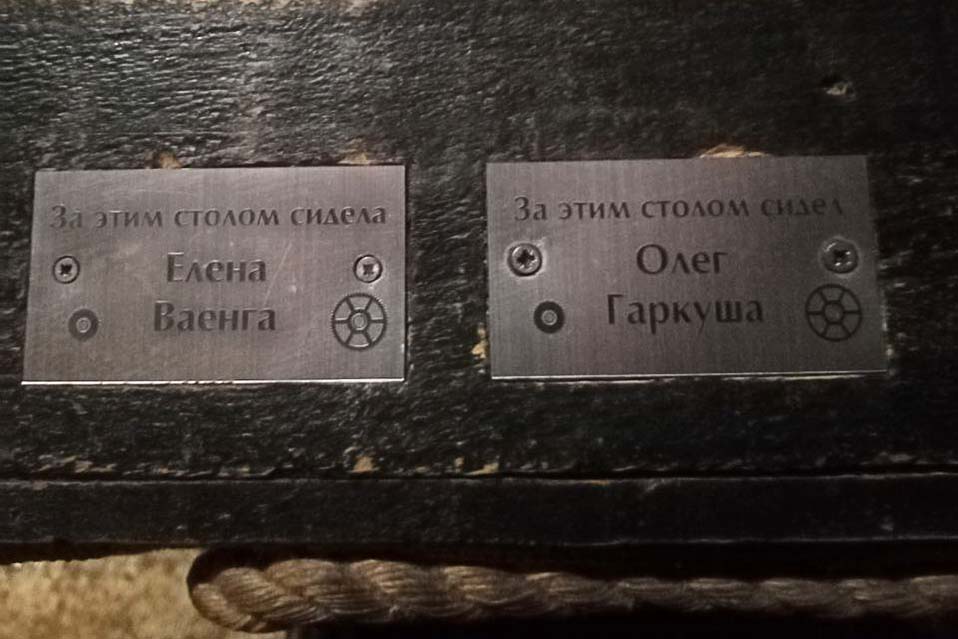 За этим столом сидела
Елена
Ваенга
За этим столом сидел
Олег
Гаркуша